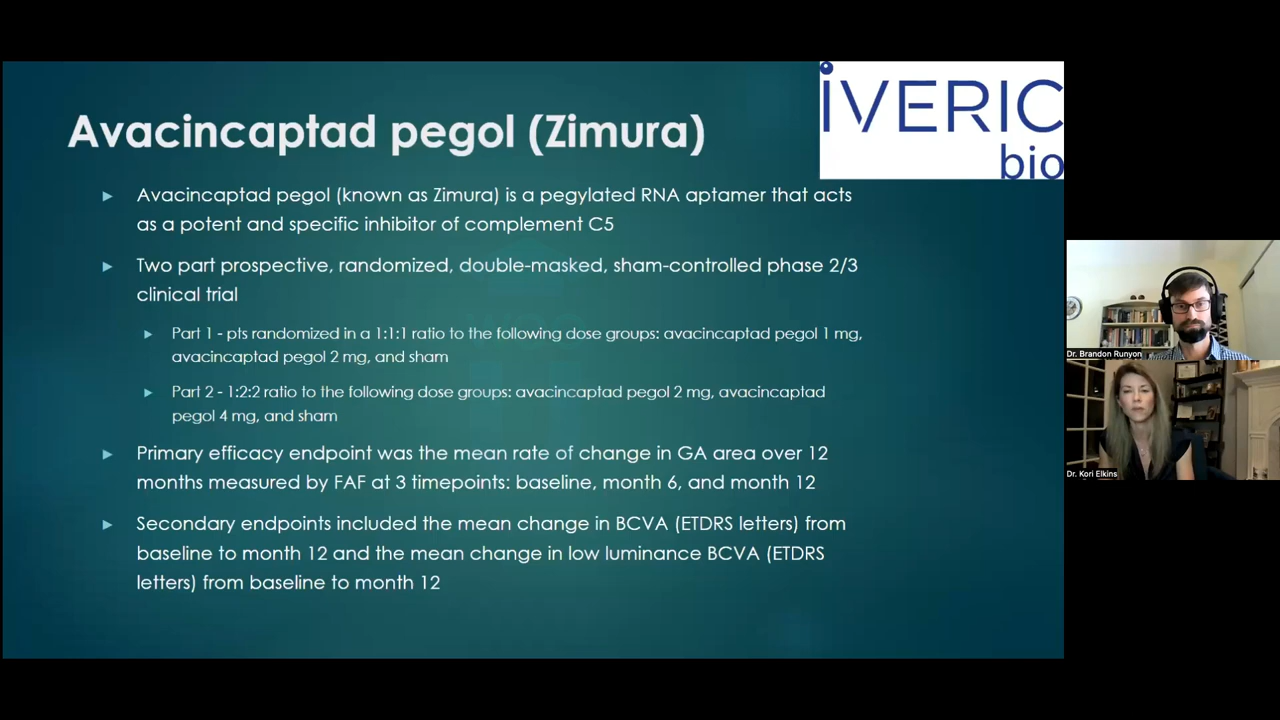 Avacincaptad pegol (Zimura)
iVERIC
bio
Avacincaptad pegol (known as Zimura) is a pegylated RNA aptamer that acts
as a potent and specific inhibitor of complement C5
Two part prospective, randomized, double-masked, sham-controlled phase 2/3
clinical trial
Part 1 - pts randomized in a 1:1:1 ratio to the following dose groups: avacincaptad pegol 1 mg,
avacincaptad pegol 2 mg, and sham
Part 2 - 1:2:2 ratio to the following dose groups: avacincaptad pegol 2 mg, avacincaptad
pegol 4 mg, and sham
Primary efficacy endpoint was the mean rate of change in GA area over 12
months measured by FAF at 3 timepoints: baseline, month 6, and month 12
Secondary endpoints included the mean change in BCVA (ETDRS letters) from
baseline to month 12 and the mean change in low luminance BCVA (ETDRS
letters) from baseline to month 12
Dr. Brandon Runyon
Dr. Kori Elkins